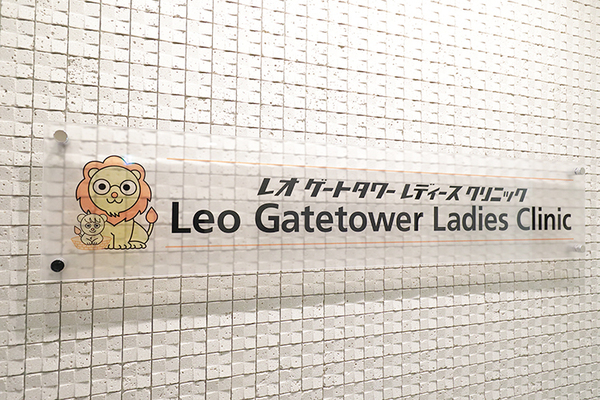 レオ ゲートタワー レディース クリニック
Leo Gatetower Ladies Clinic